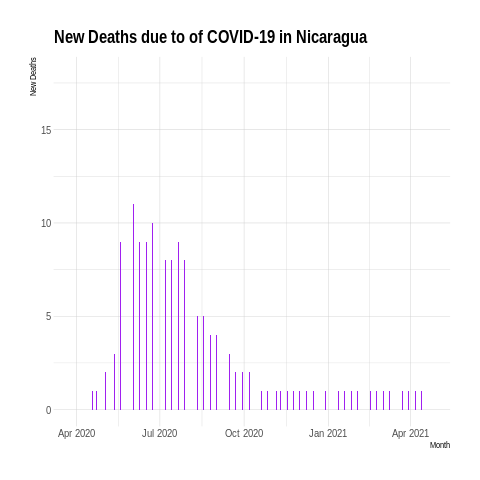 New Deaths due to of COVID-19 in Nicaragua
New Deaths
15
10
5
0
Apr 2020 Jul 2020 Oct 2020 Jan 2021 Apr 2021
Month